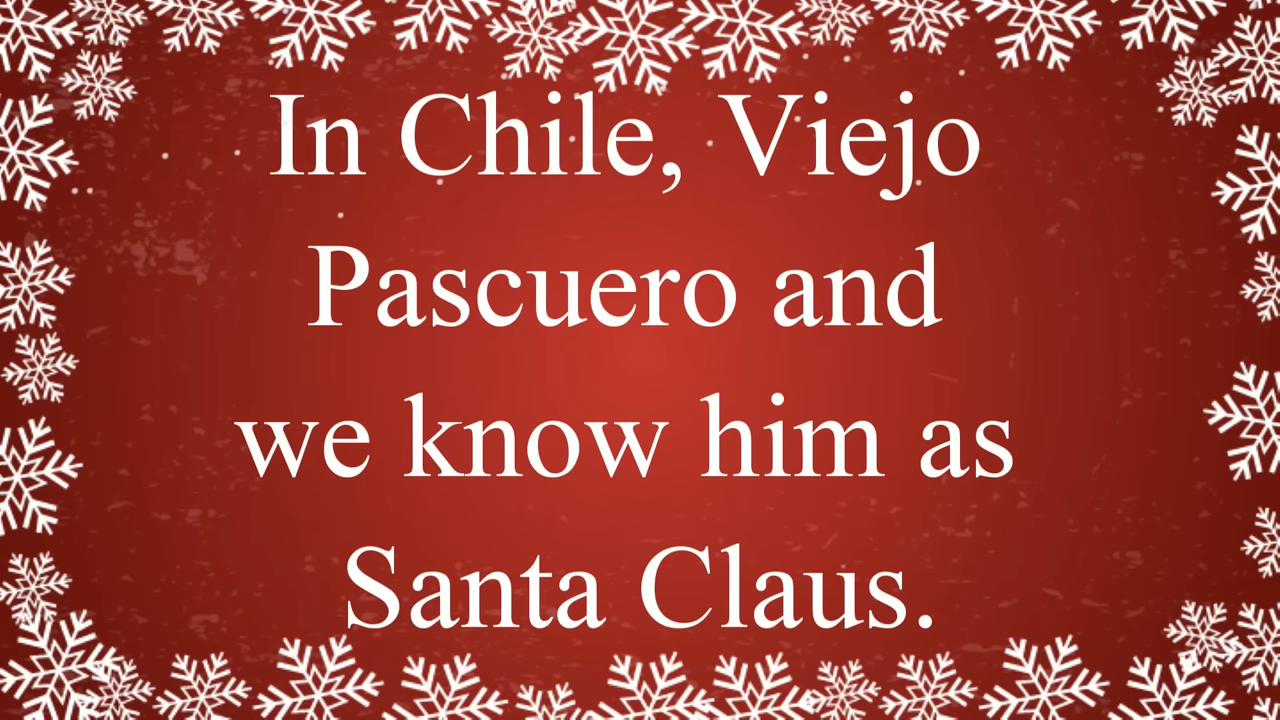 In Chile, Viejo
Pascuero and
we know him as
Santa Claus.